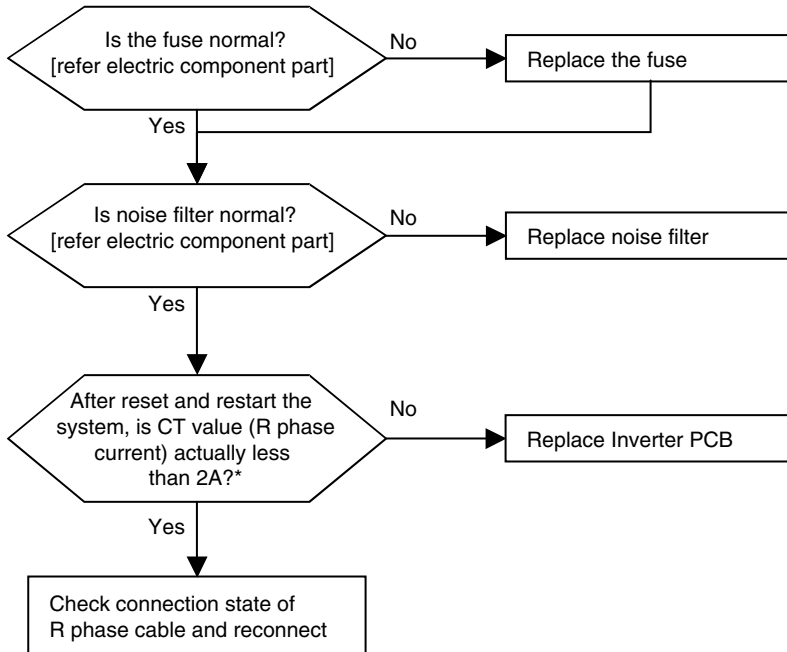 Is the fuse normal?
[refer electric component part]
No
Replace the fuse
Yes
Is noise filter normal?
[refer electric component part]
No
Replace noise filter
Yes
After reset and restart the
system, is CT value (R phase
current) actually less
than 2A?*
No
Replace Inverter PCB
Yes
Check connection state of
R phase cable and reconnect